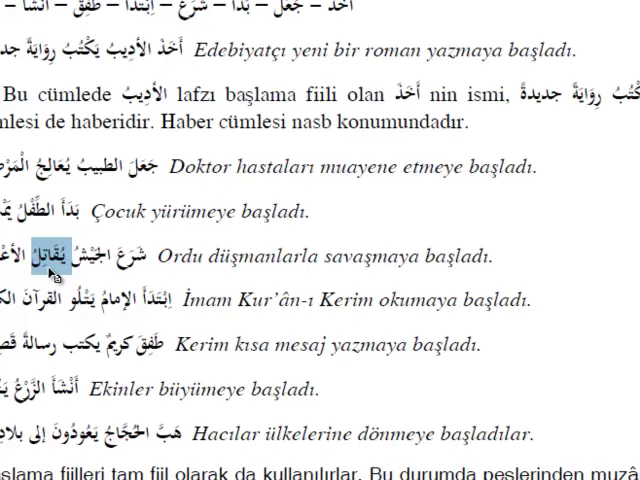 أَخَذَ – جَعَلَ – بَدَأَ – شَرَعَ – اِبْتَدَأَ – طَفِقَ – أَنْشَأَ –
أَخَذَ الأَدِيبُ يَكْتُبُ رِوَايَةً Edebiyatçı yeni bir roman yazmaya başladı.
Bu cümlede الأَدِيبُ lafzı başlama fiili olan أَخَذَ nin ismi, رِوَايَةً جديدةً
mlesi de haberidir. Haber cümlesi nasb konumundadır.
جَعَلَ الطبيبُ يُعَالِجُ Doktor hastaları muayene etmeye başladı.
بَدَأَ الطِّفْلُ Çocuk yürümeye başladı.
شَرَعَ الجَيْشُ يُقَاتِلُ Ordu düşmanlarla savaşmaya başladı.
اِبْتَدَأَ الإمامُ يَتْلُو القرآنَ İmam Kur’ân-ı Kerim okumaya başladı.
طَفِقَ كريمٌ يكتب رسالةً Kerim kısa mesaj yazmaya başladı.
أَنْشَأَ الزَّرْعُ Ekinler büyümeye başladı.
هَبَّ الحُجَّاجُ يَعُودُونَ إلى Hacılar ülkelerine dönmeye başladılar.
aşlama fiilleri tam fiil olarak da kullanılırlar. Bu durumda peşlerinden muzâ